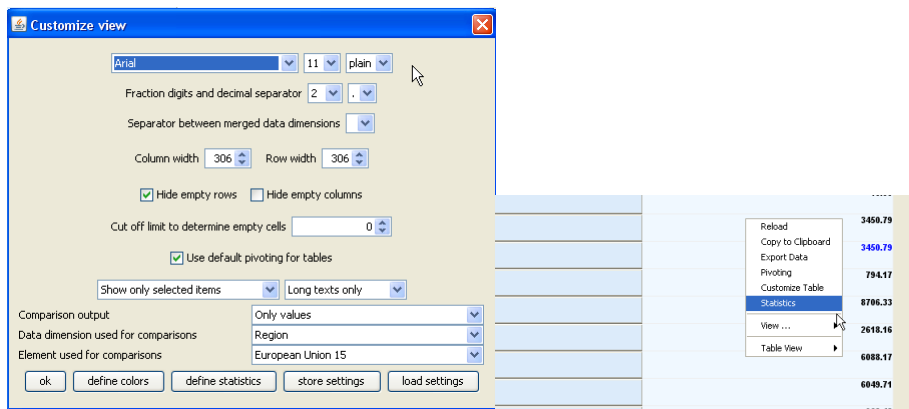 Customize view
Arial 11 plain
Fraction digits and decimal separator 2 .
Separator between merged data dimensions
Column width 306 Row width 306
Hide empty rows Hide empty columns
Cut off limit to determine empty cells 0
Use default pivoting for tables
Show only selected items Long texts only
Comparison output Only values
Data dimension used for comparisons Region
Element used for comparisons European Union 15
ok define colors define statistics store settings load settings
3450.79
3450.79
794.17
8706.33
2618.16
6088.17
6049.71
Reload
Copy to Clipboard
Export Data
Pivoting
Customize Table
Statistics
View ...
Table View